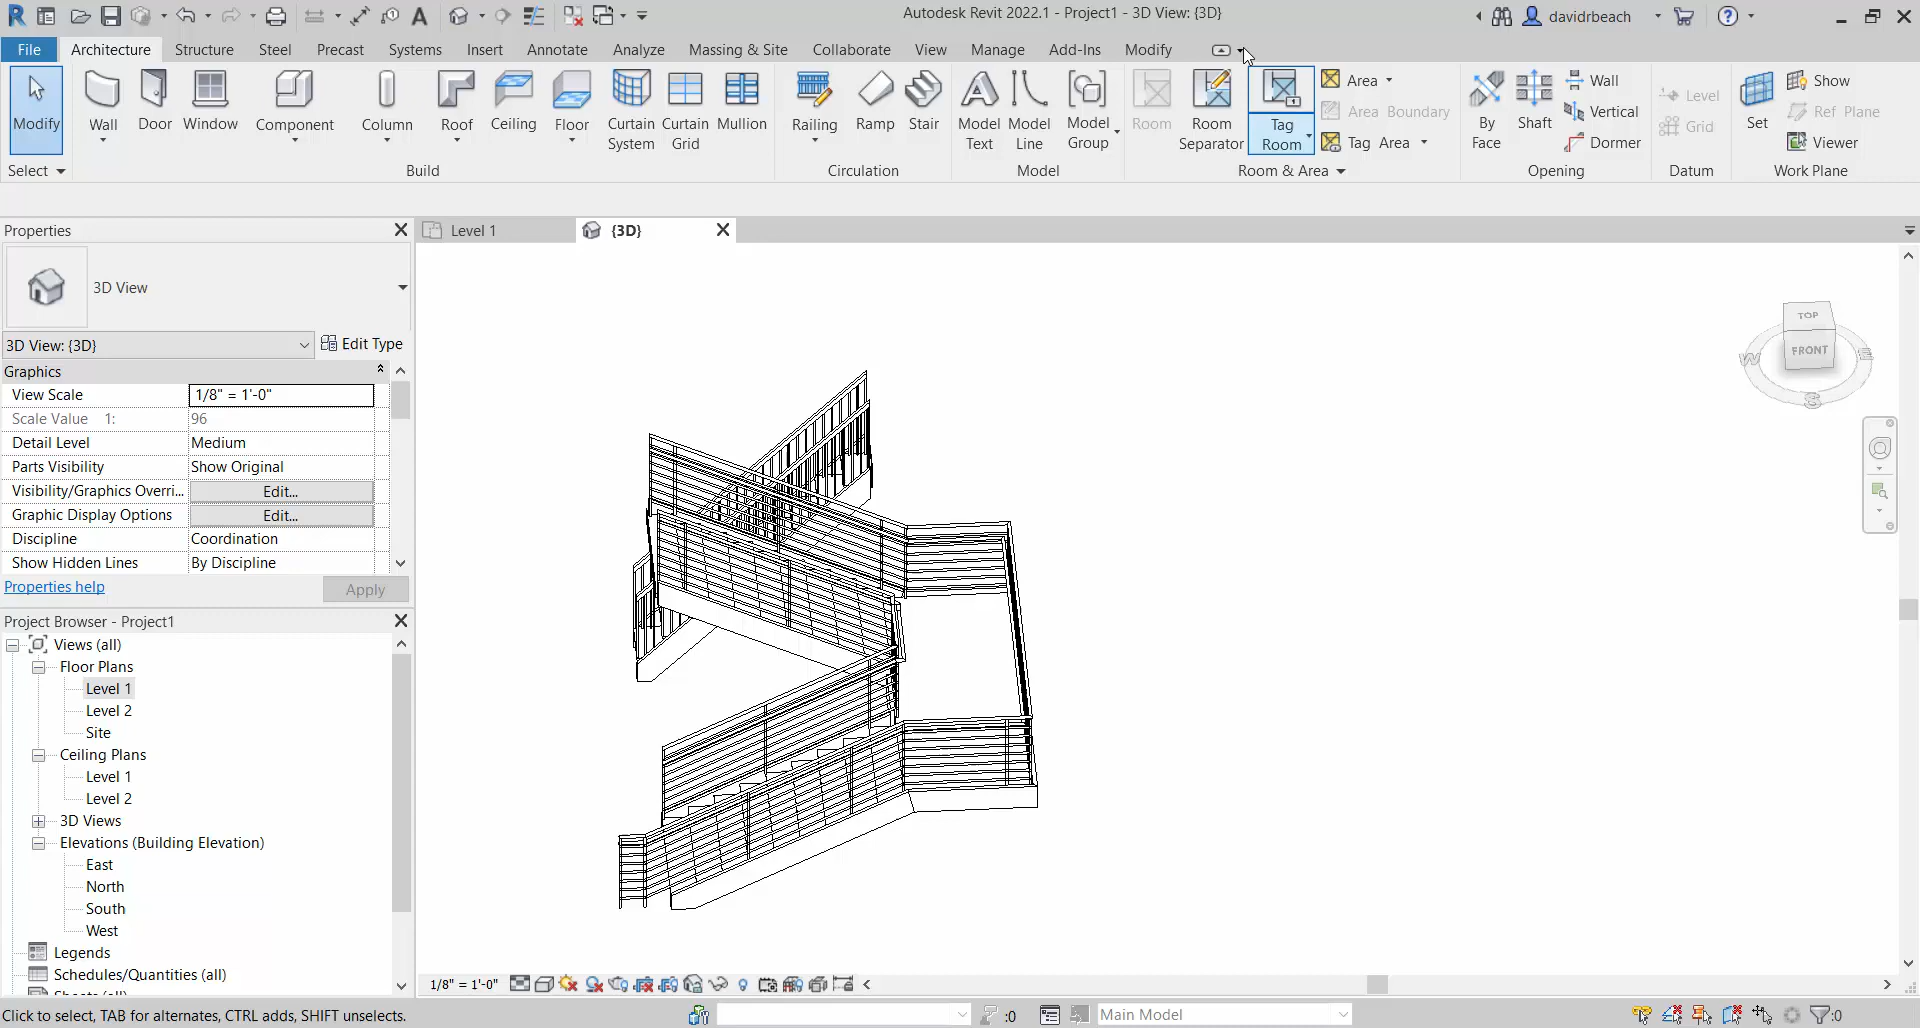 Autodesk Revit 2022.1 - Project1 - 3D View: {3D}
davidrbeach
File Architecture Structure Steel Precast Systems Insert Annotate Analyze Massing & Site Collaborate View Manage Add-Ins Modify
Modify
Select
Wall Door Window Component Column Roof Ceiling Floor Curtain System Curtain Grid Mullion
Build
Railing Ramp Stair
Circulation
Model Text Model Line Model Group
Model
Room Room Separator Tag Room
Area
Area Boundary
Tag Area
Room & Area
By Face Shaft
Wall
Vertical
Dormer
Opening
Level
Grid
Datum
Set
Show
Ref Plane
Viewer
Work Plane
Properties
3D View
3D View: {3D} Edit Type
Graphics
View Scale 1/8" = 1'-0"
Scale Value 1: 96
Detail Level Medium
Parts Visibility Show Original
Visibility/Graphics Overri... Edit...
Graphic Display Options Edit...
Discipline Coordination
Show Hidden Lines By Discipline
Properties help Apply
Project Browser - Project1
Views (all)
Floor Plans
Level 1
Level 2
Site
Ceiling Plans
Level 1
Level 2
3D Views
Elevations (Building Elevation)
East
North
South
West
Legends
Schedules/Quantities (all)
Level 1 {3D}
TOP
FRONT
W
E
S
1/8" = 1'-0"
Click to select, TAB for alternates, CTRL adds, SHIFT unselects.
:0
Main Model
:0